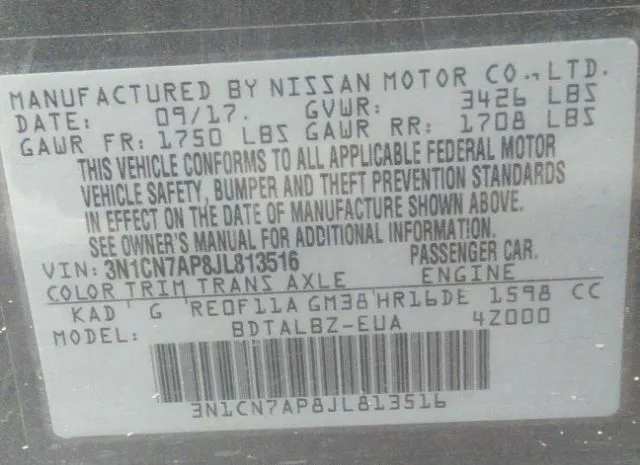 MANUFACTURED BY NISSAN MOTOR CO., LTD.
DATE: 09/17. GVWR: 3426 LBS
GAWR FR: 1750 LBS GAWR RR: 1708 LBS
THIS VEHICLE CONFORMS TO ALL APPLICABLE FEDERAL MOTOR
VEHICLE SAFETY, BUMPER AND THEFT PREVENTION STANDARDS
IN EFFECT ON THE DATE OF MANUFACTURE SHOWN ABOVE.
SEE OWNER'S MANUAL FOR ADDITIONAL INFORMATION.
VIN: 3N1CN7AP8JL813516 PASSENGER CAR.
COLOR TRIM TRANS AXLE ENGINE
KAD G RE0F11A GM38 HR16DE 1598 CC
MODEL: BDTALBZ-EUA 4Z000
3N1CN7AP8JL813516